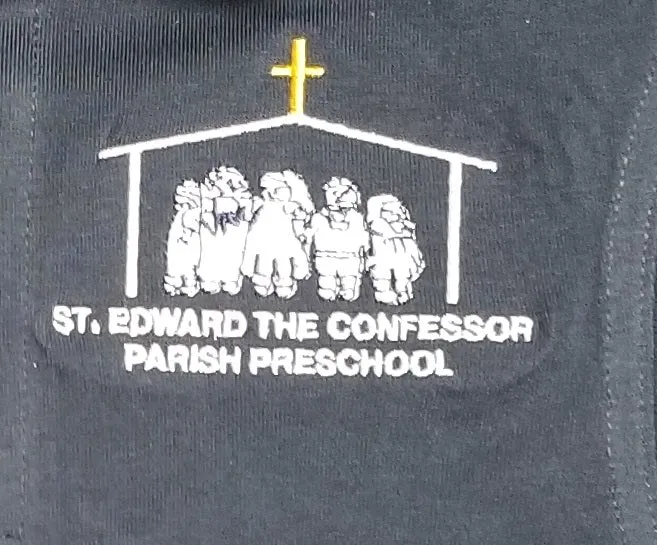 ST. EDWARD THE CONFESSOR
PARISH PRESCHOOL